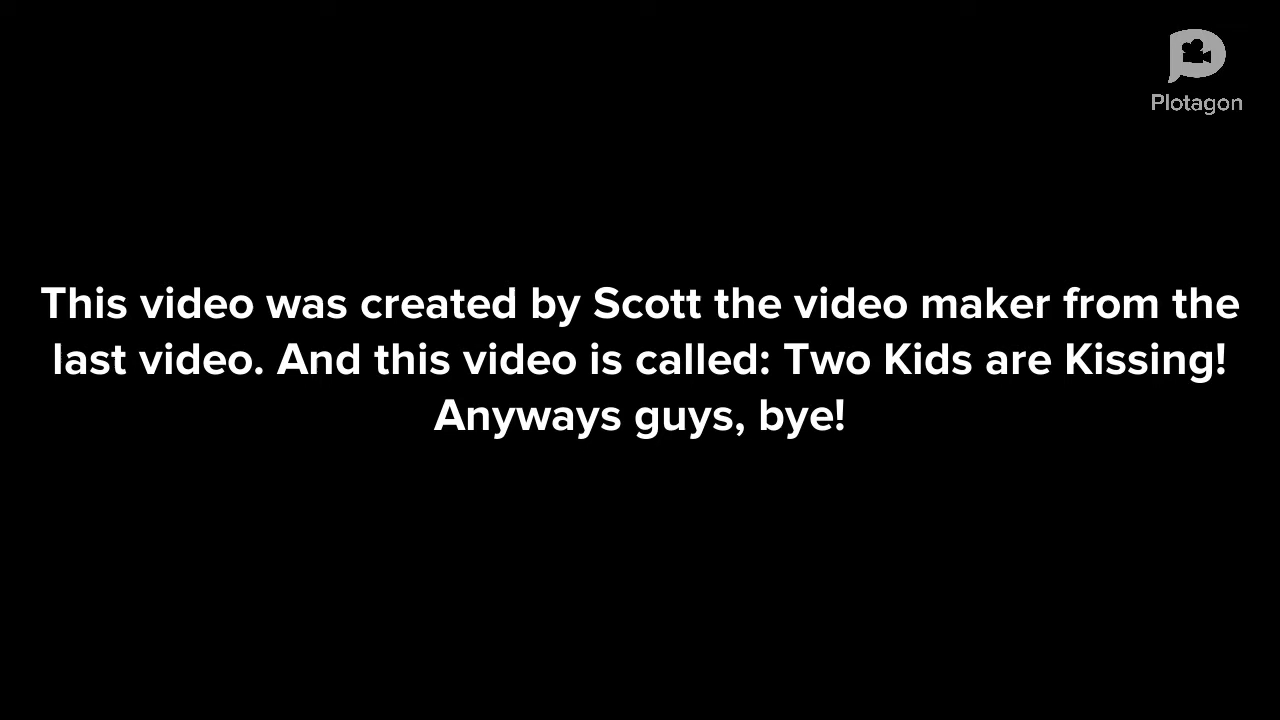 Plotagon
This video was created by Scott the video maker from the
last video. And this video is called: Two Kids are Kissing!
Anyways guys, bye!